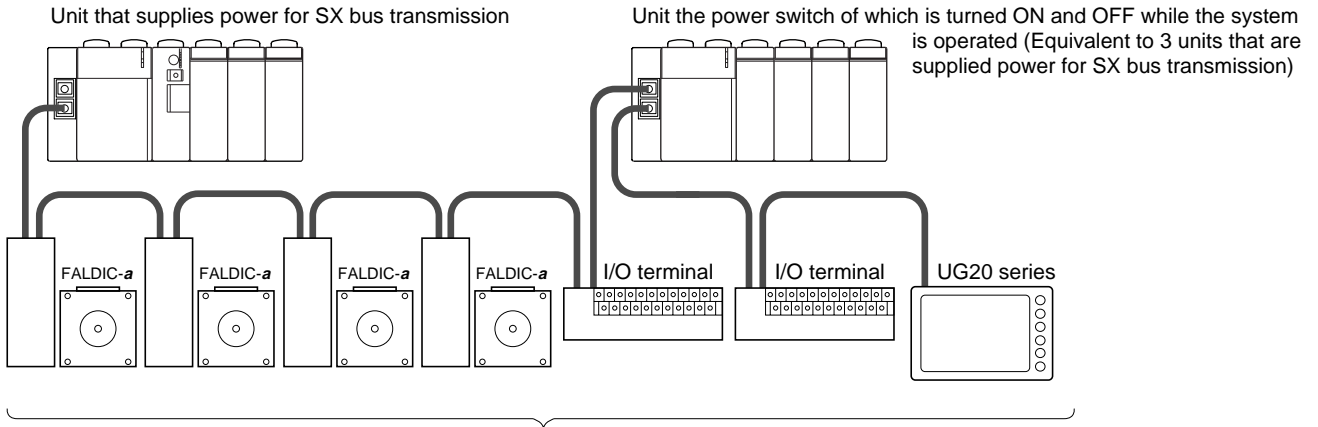 Unit that supplies power for SX bus transmission
Unit the power switch of which is turned ON and OFF while the system
is operated (Equivalent to 3 units that are
supplied power for SX bus transmission)
FALDIC-a
FALDIC-a
FALDIC-a
FALDIC-a
I/O terminal
I/O terminal
UG20 series